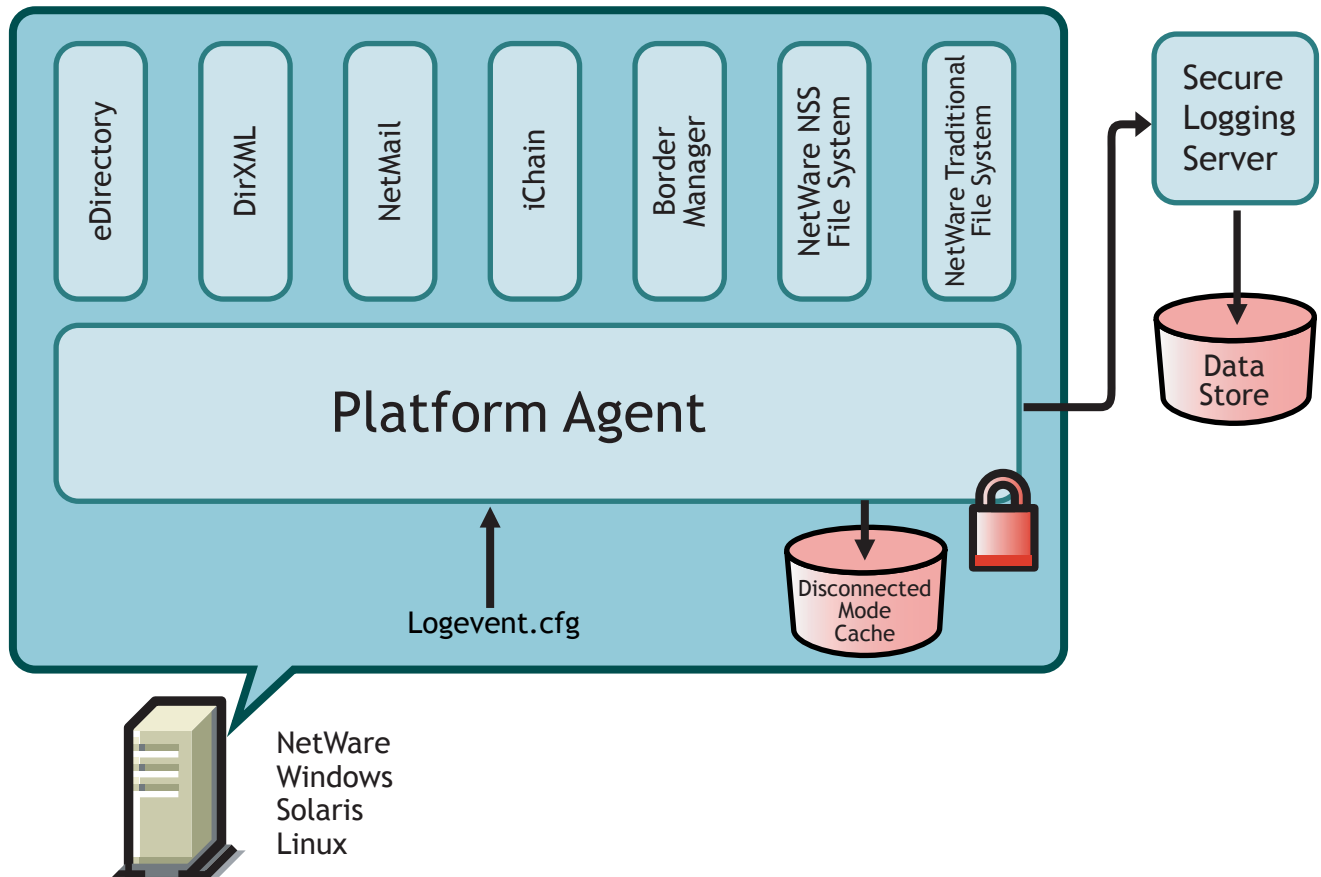 eDirectory
DirXML
NetMail
iChain
Border
Manager
NetWare NSS
File System
NetWare Traditional
File System
Secure
Logging
Server
Platform Agent
Data
Store
Logevent.cfg
Disconnected
Mode
Cache
NetWare
Windows
Solaris
Linux